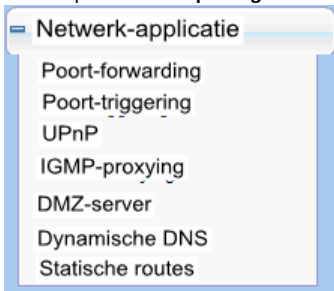 Netwerk-applicatie
Poort-forwarding
Poort-triggering
UPnP
IGMP-proxying
DMZ-server
Dynamische DNS
Statische routes